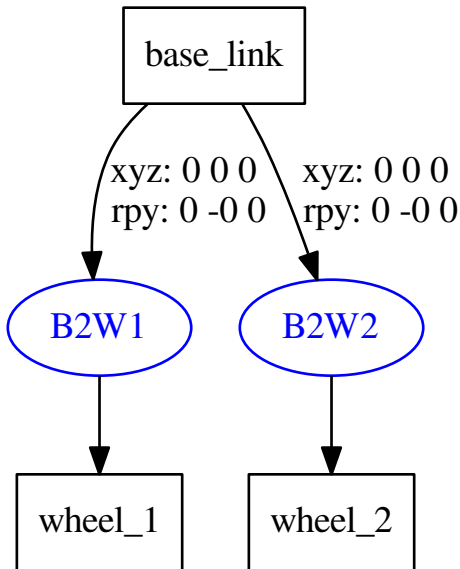 base_link
xyz: 0 0 0
rpy: 0 -0 0
xyz: 0 0 0
rpy: 0 -0 0
B2W1
B2W2
wheel_1
wheel_2